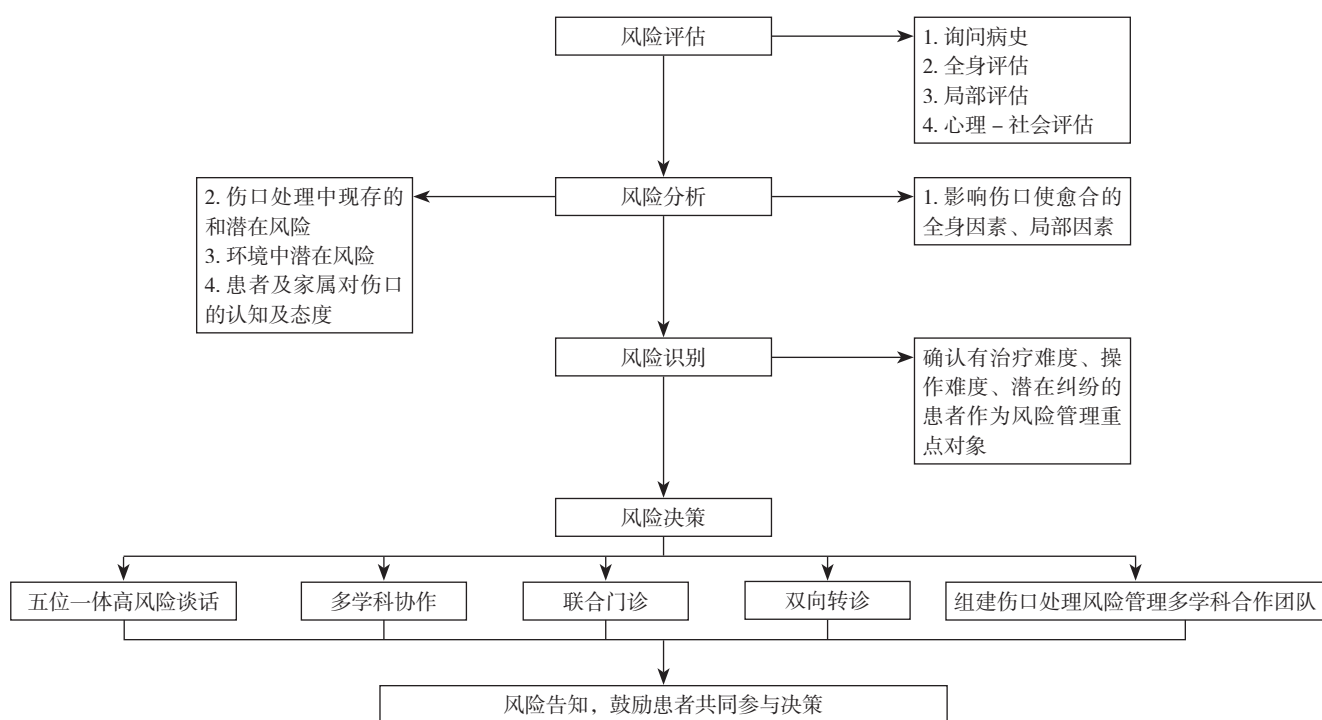 风险评估
1. 询问病史
2. 全身评估
3. 局部评估
4. 心理 – 社会评估
2. 伤口处理中现存的
和潜在风险
3. 环境中潜在风险
4. 患者及家属对伤口
的认知及态度
风险分析
1. 影响伤口使愈合的
全身因素、局部因素
风险识别
确认有治疗难度、操
作难度、潜在纠纷的
患者作为风险管理重
点对象
风险决策
五位一体高风险谈话
多学科协作
联合门诊
双向转诊
组建伤口处理风险管理多学科合作团队
风险告知，鼓励患者共同参与决策